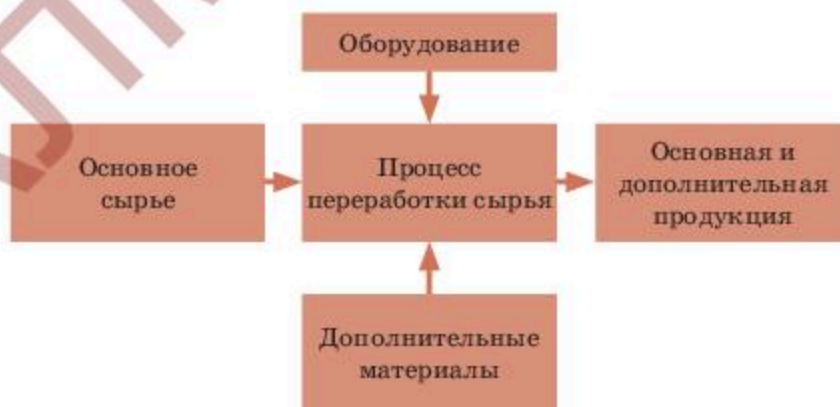 Оборудование
Основное
сырье
Процесс
переработки сырья
Основная и
дополнительная
продукция
Дополнительные
материалы